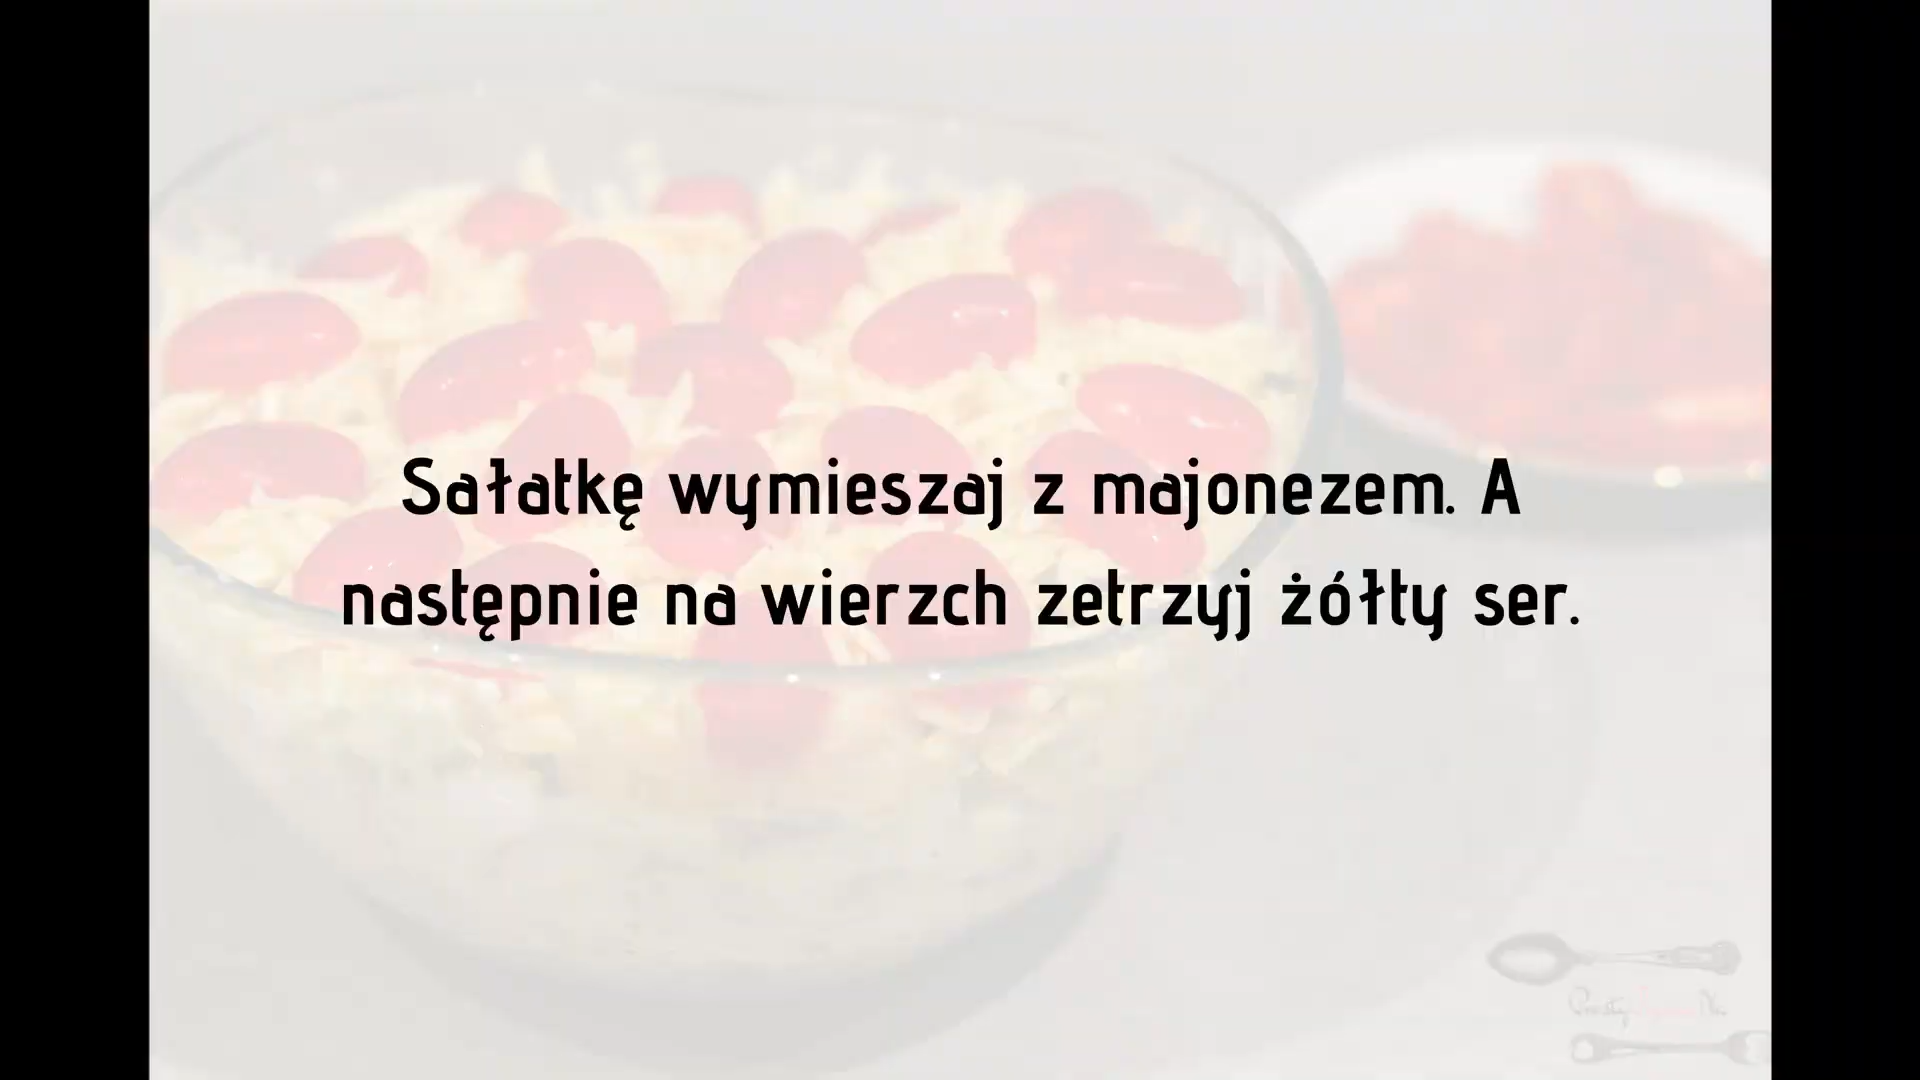 Sałatkę wymieszaj z majonezem. A
następnie na wierzch zetrzyj żółty ser.